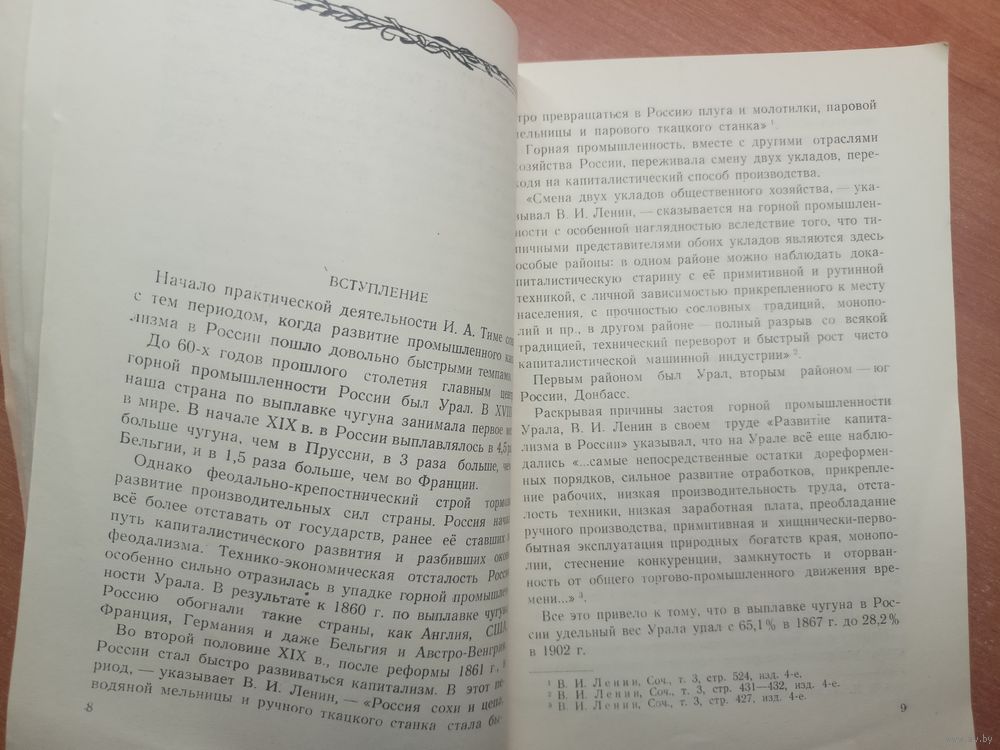 ВСТУПЛЕНИЕ
Начало практической деятельности И. А. Тиме
с тем периодом, когда развитие промышленного
лизма в России пошло довольно быстрыми темпами.
До 60-х годов прошлого столетия главным
горной промышленности России был Урал. В XVIII
наша страна по выплавке чугуна занимала первое
в мире. В начале XIX в. в России выплавлялось в 4,5
больше чугуна, чем в Пруссии, в 3 раза больше, чем
Бельгии, и в 1,5 раза больше, чем во Франции.
Однако феодально-крепостнический строй
развитие производительных сил страны. Россия
всё более отставать от государств, ранее её ставших
путь капиталистического развития и разбивших
феодализма. Технико-экономическая отсталость
особенно сильно отразилась в упадке горной
ности Урала. В результате к 1860 г. по выплавке чугуна
Россию обогнали такие страны, как Англия, США,
Франция, Германия и даже Бельгия и Австро-Венгрия.
Во второй половине XIX в., после реформы 1861 г., в
России стал быстро развиваться капитализм. В этот пе-
риод, — указывает В. И. Ленин, — «Россия сохи и цепа,
водяной мельницы и ручного ткацкого станка стала бы-
8
стро превращаться в Россию плуга и молотилки, паровой
мельницы и парового ткацкого станка» 1.
Горная промышленность, вместе с другими отраслями
хозяйства России, переживала смену двух укладов, пере-
ходя на капиталистический способ производства.
«Смена двух укладов общественного хозяйства, — ука-
зывал В. И. Ленин, — сказывается на горной промышлен-
ности с особенной наглядностью вследствие того, что ти-
пичными представителями обоих укладов являются здесь
особые районы: в одном районе можно наблюдать дока-
питалистическую старину с её примитивной и рутинной
техникой, с личной зависимостью прикрепленного к месту
населения, с прочностью сословных традиций, монопо-
лий и пр., в другом районе — полный разрыв со всякой
традицией, технический переворот и быстрый рост чисто
капиталистической машинной индустрии» 2.
Первым районом был Урал, вторым районом — юг
России, Донбасс.
Раскрывая причины застоя горной промышленности
Урала, В. И. Ленин в своем труде «Развитие капита-
лизма в России» указывал, что на Урале всё еще наблю-
дались «...самые непосредственные остатки дореформен-
ных порядков, сильное развитие отработков, прикрепле-
ние рабочих, низкая производительность труда, отста-
лость техники, низкая заработная плата, преобладание
ручного производства, примитивная и хищнически-перво-
бытная эксплуатация природных богатств края, монопо-
лии, стеснение конкуренции, замкнутость и оторван-
ность от общего торгово-промышленного движения вре-
мени...» 3.
Все это привело к тому, что в выплавке чугуна в Рос-
сии удельный вес Урала упал с 65,1% в 1867 г. до 28,2%
в 1902 г.
1 В. И. Ленин, Соч., т. 3, стр. 524, изд. 4-е.
2 В. И. Ленин, Соч., т. 3, стр. 431—432, изд. 4-е.
3 В. И. Ленин, Соч., т. 3, стр. 427, изд. 4-е.
9